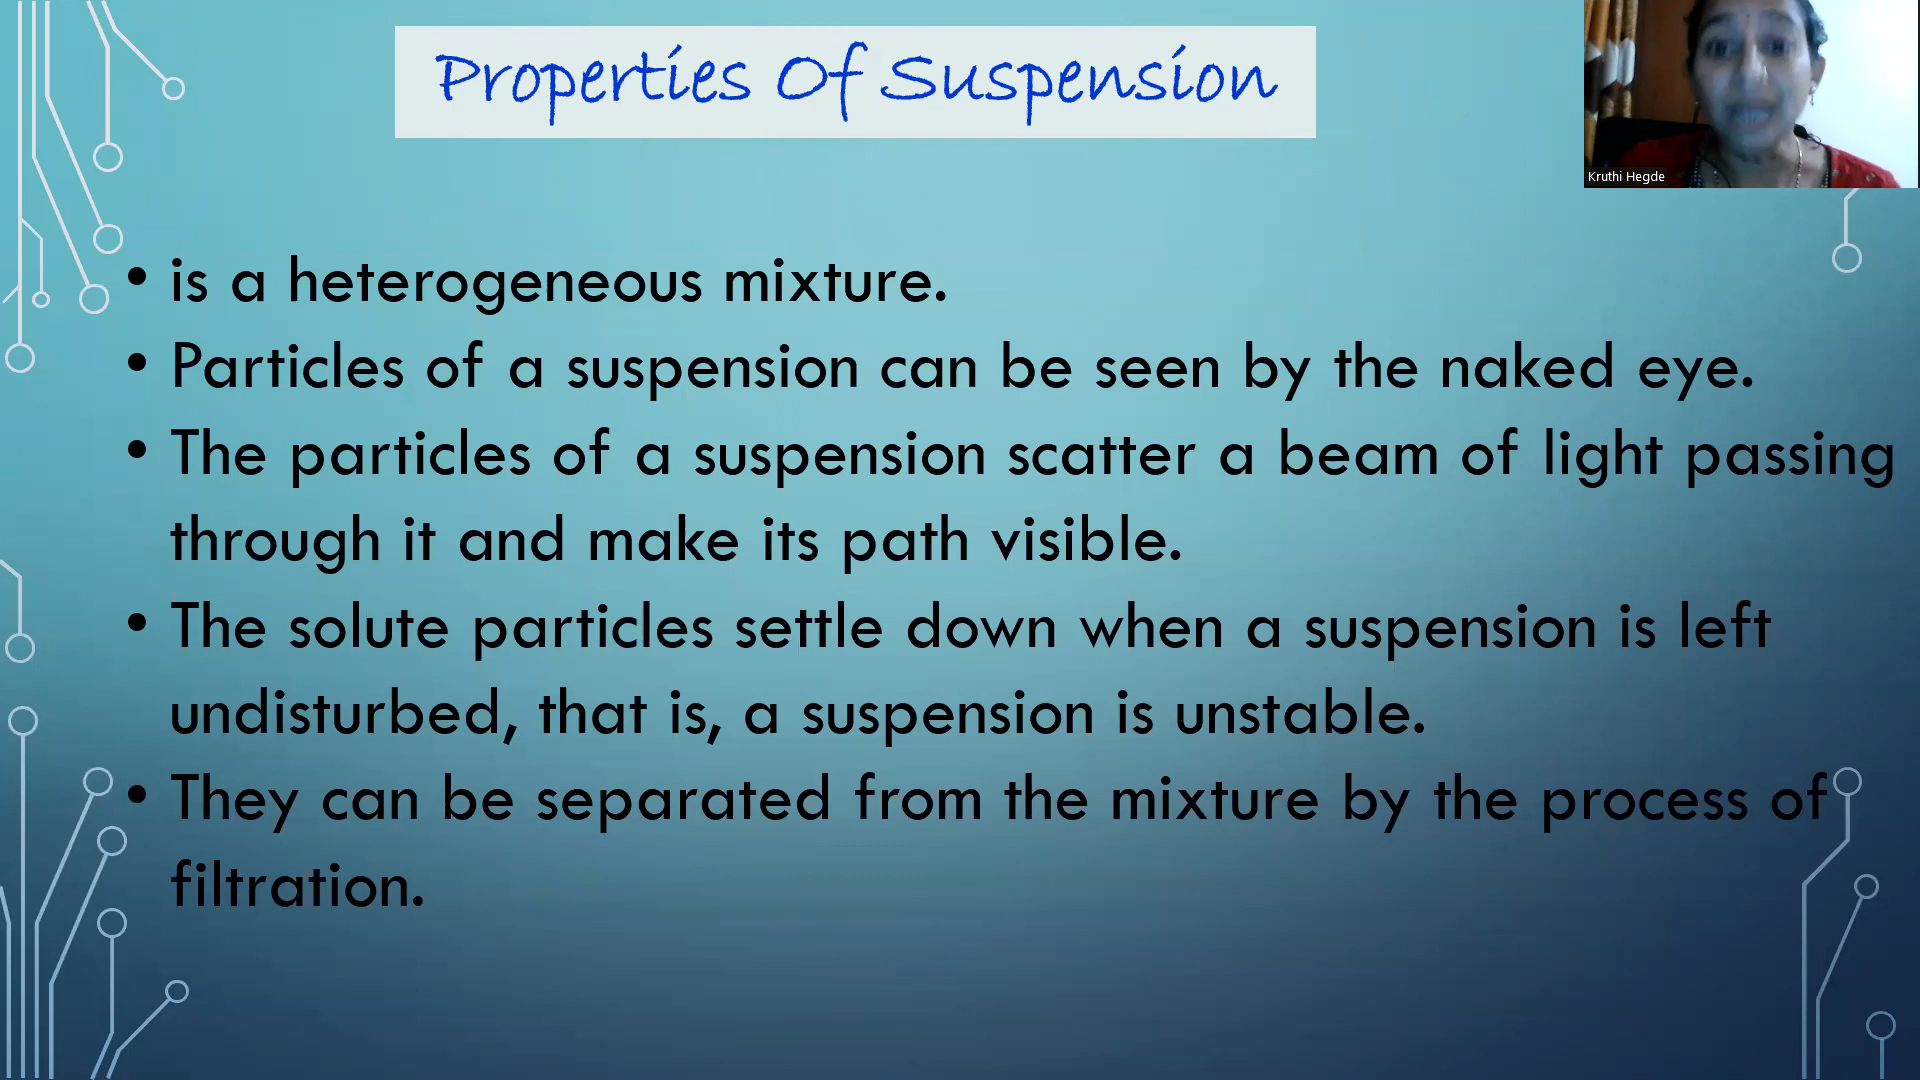 Properties Of Suspension
Kruthi Hegde
• is a heterogeneous mixture.
• Particles of a suspension can be seen by the naked eye.
• The particles of a suspension scatter a beam of light passing
through it and make its path visible.
• The solute particles settle down when a suspension is left
undisturbed, that is, a suspension is unstable.
• They can be separated from the mixture by the process of
filtration.